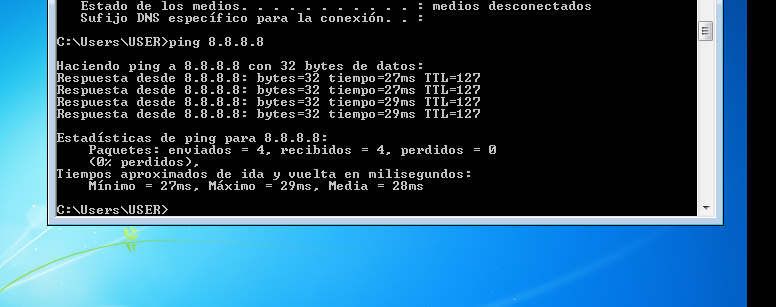 Estado de los medios. . . . . . . . . . . : medios desconectados
Sufijo DNS específico para la conexión. . :
C:\Users\USER>ping 8.8.8.8
Haciendo ping a 8.8.8.8 con 32 bytes de datos:
Respuesta desde 8.8.8.8: bytes=32 tiempo=27ms TTL=127
Respuesta desde 8.8.8.8: bytes=32 tiempo=27ms TTL=127
Respuesta desde 8.8.8.8: bytes=32 tiempo=29ms TTL=127
Respuesta desde 8.8.8.8: bytes=32 tiempo=29ms TTL=127
Estadísticas de ping para 8.8.8.8:
Paquetes: enviados = 4, recibidos = 4, perdidos = 0
(0% perdidos),
Tiempos aproximados de ida y vuelta en milisegundos:
Mínimo = 27ms, Máximo = 29ms, Media = 28ms
C:\Users\USER>